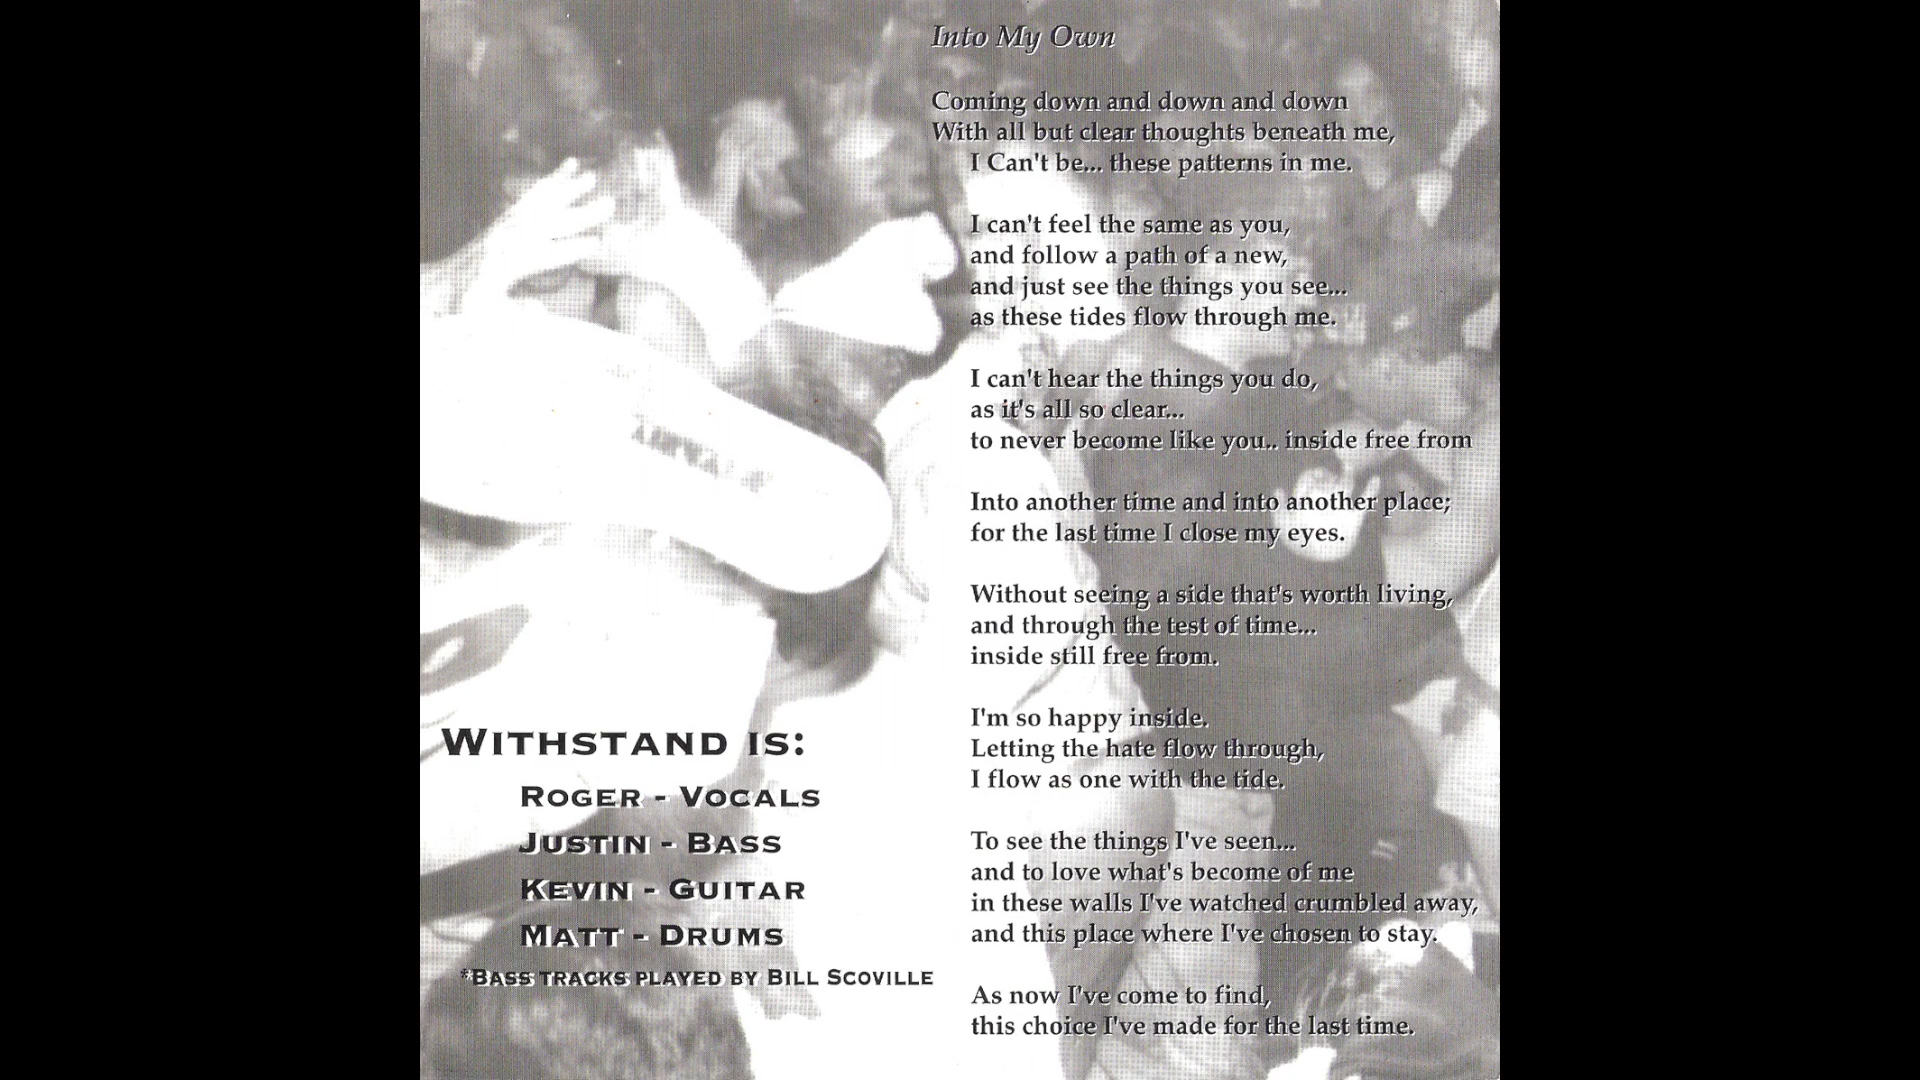 Into My Own
Coming down and down and down
With all but clear thoughts beneath me,
I Can't be... these patterns in me.
I can't feel the same as you,
and follow a path of a new,
and just see the things you see...
as these tides flow through me.
I can't hear the things you do,
as it's all so clear...
to never become like you.. inside free from
Into another time and into another place;
for the last time I close my eyes.
Without seeing a side that's worth living,
and through the test of time...
inside still free from.
I'm so happy inside.
Letting the hate flow through,
I flow as one with the tide.
To see the things I've seen...
and to love what's become of me
in these walls I've watched crumbled away,
and this place where I've chosen to stay.
As now I've come to find,
this choice I've made for the last time.
WITHSTAND IS:
ROGER - VOCALS
JUSTIN - BASS
KEVIN - GUITAR
MATT - DRUMS
*BASS TRACKS PLAYED BY BILL SCOVILLE